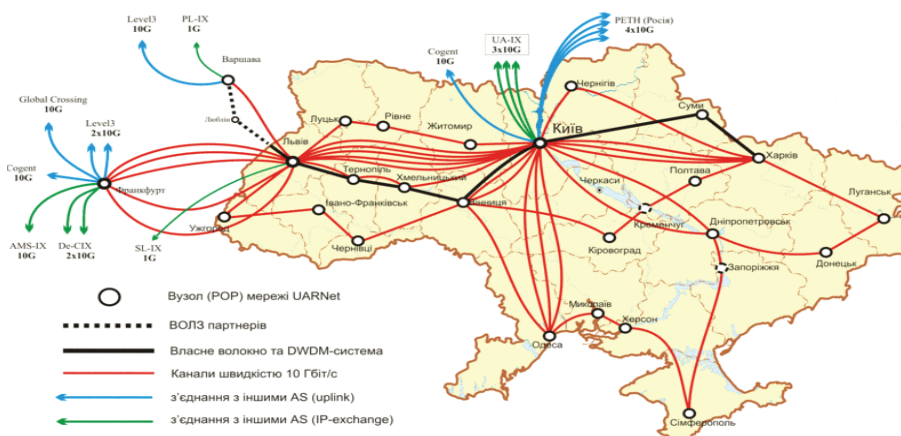 Level3
10G
PL-IX
1G
Варшава
Люблін
Global Crossing
10G
Level3
2x10G
Cogent
10G
Франкфурт
AMS-IX
10G
De-CIX
2x10G
SL-IX
1G
Cogent
10G
UA-IX
3x10G
РЕТН (Росія)
4x10G
Чернігів
Суми
Київ
Луцьк
Рівне
Житомир
Львів
Харків
Тернопіль
Хмельницький
Полтава
Черкаси
Луганськ
Івано-Франківськ
Вінниця
Кременчуг
Ужгород
Дніпропетровськ
Чернівці
Кіровоград
Донецьк
Запоріжжя
Миколаїв
Херсон
Одеса
Сімферополь
Вузол (POP) мережі UARNet
ВОЛЗ партнерів
Власне волокно та DWDM-система
Канали швидкістю 10 Гбіт/с
з'єднання з іншими AS (uplink)
з'єднання з іншими AS (IP-exchange)